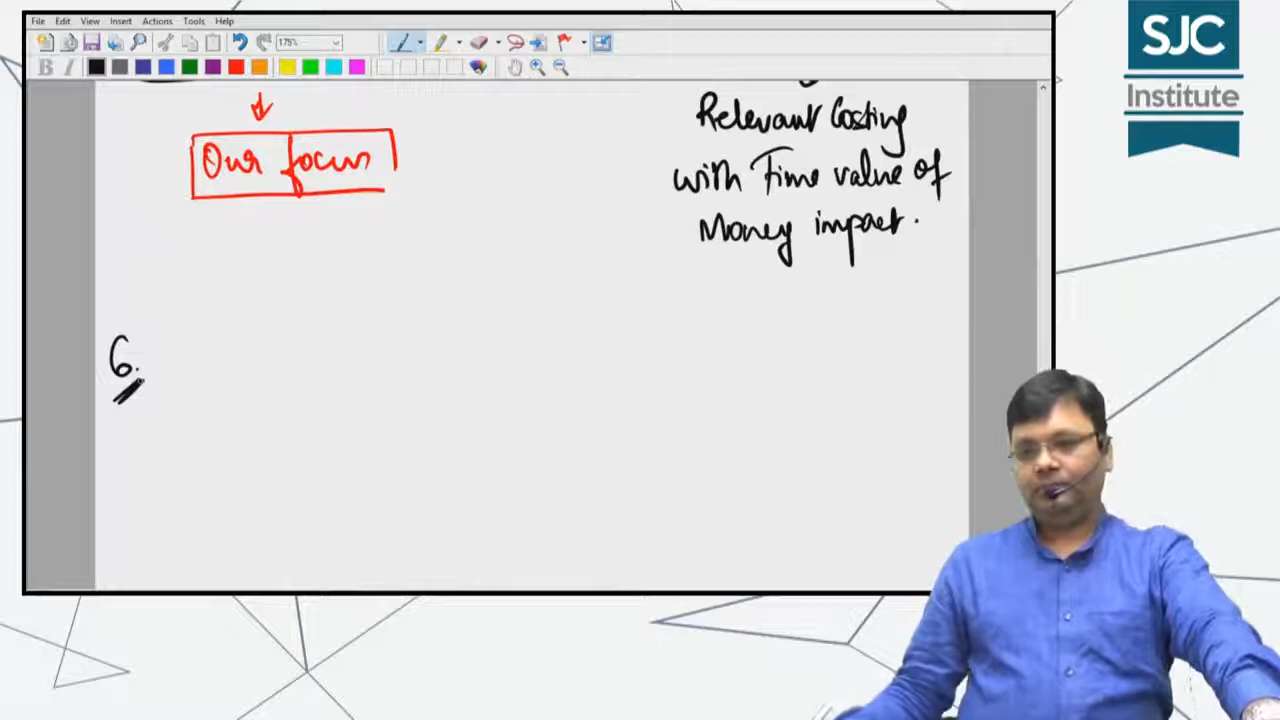 File Edit View Insert Actions Tools Help
175%
B I
Our focus
Relevant Costing
with Time value of
Money impact.
6.
SJC
Institute